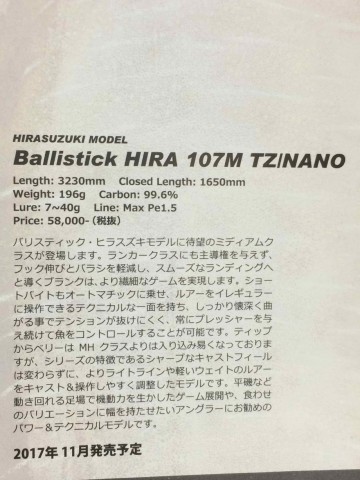 HIRASUZUKI MODEL
Ballistick HIRA 107M TZ/NANO
Length: 3230mm Closed Length: 1650mm
Weight: 196g Carbon: 99.6%
Lure: 7~40g Line: Max Pe1.5
Price: 58,000-(税抜)
バリスティック・ヒラスズキモデルに待望のミディアムク
ラスが登場します。ランカークラスにも主導権を与えず、
フック伸びとバラシを軽減し、スムーズなランディングへ
と導くブランクは、より繊細なゲームを実現します。ショー
トバイトもオートマチックに乗せ、ルアーをイレギュラー
に操作できるテクニカルな一面を持ち、しっかり懐深く曲
がる事でテンションが抜けにくく、常にプレッシャーを与
え続けて魚をコントロールすることが可能です。ティップ
からベリーは MH クラスよりは入り込み易くなっております
が、シリーズの特徴であるシャープなキャストフィール
は変わらずに、よりライトラインや軽いウェイトのルアー
をキャスト&操作しやすく調整したモデルです。平磯など
動き回れる足場で機動力を生かしたゲーム展開や、食わせ
のバリエーションに幅を持たせたいアングラーにお勧めの
パワー&テクニカルモデルです。
2017年11月発売予定